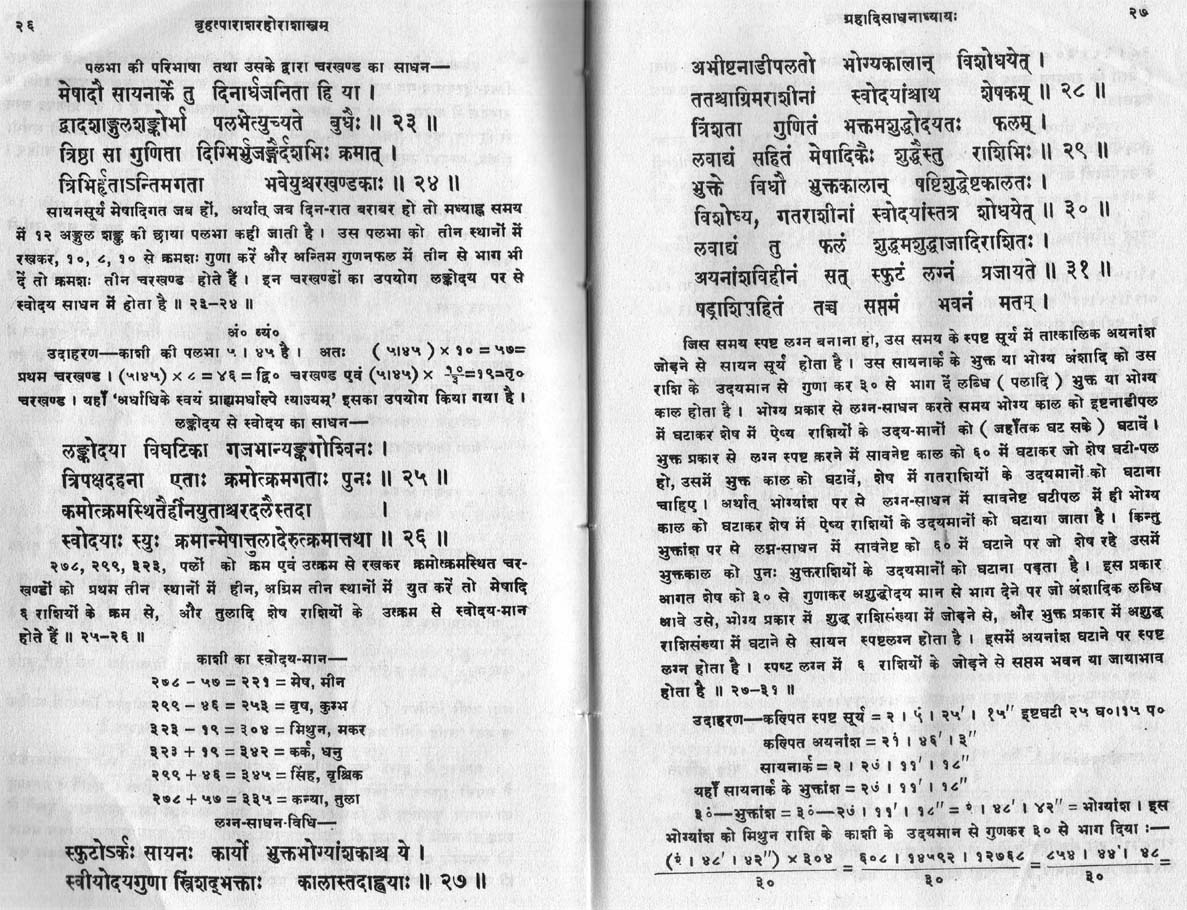 २६
बृहत्पाराशरहोराशास्त्रम्
पलभा की परिभाषा तथा उसके द्वारा चरखण्ड का साधन—
मेषादौ सायनार्के तु दिनार्धजनिता हि या ।
द्वादशाङ्गुलशङ्कोर्भा पलभेत्युच्यते बुधैः ॥ २३ ॥
त्रिष्ठा सा गुणिता दिग्भिर्भुजङ्गैर्दशभिः क्रमात् ।
त्रिभिर्हृताऽन्तिमगता भवेयुश्चरखण्डकाः ॥ २४ ॥
सायनसूर्य मेषादिगत जब हों, अर्थात् जब दिन-रात बराबर हो तो मध्याह्न समय
में १२ अङ्गुल शङ्कु की छाया पलभा कही जाती है । उस पलभा को तीन स्थानों में
रखकर, १०, ८, १० से क्रमशः गुणा करें और अन्तिम गुणनफल में तीन से भाग भी
दें तो क्रमशः तीन चरखण्ड होते हैं । इन चरखण्डों का उपयोग लङ्कोदय पर से
स्वोदय साधन में होता है ॥ २३-२४ ॥
अं० व्यं०
उदाहरण—काशी की पलभा ५ । ४५ है । अतः ( ५।४५ ) × १० = ५७=
प्रथम चरखण्ड । (५।४५) × ८ = ४६ = द्वि० चरखण्ड एवं (५।४५) × १०/३ = १९=तृ०
चरखण्ड । यहाँ ‘अर्धाधिके स्वयं ग्राह्यमर्धाल्पे त्याज्यम्’ इसका उपयोग किया गया है ।
लङ्कोदय से स्वोदय का साधन—
लङ्कोदया विघटिका गजभान्यङ्कगोश्विनः ।
त्रिपक्षदहना एताः क्रमोत्क्रमगताः पुनः ॥ २५ ॥
क्रमोत्क्रमस्थितैर्हीनयुताश्चरदलैस्तदा ।
स्वोदयाः स्युः क्रमान्मेषात्तुलादेरुत्क्रमात्तथा ॥ २६ ॥
२७८, २९९, ३२३, पलों को क्रम एवं उत्क्रम से रखकर क्रमोत्क्रमस्थित चर-
खण्डों को प्रथम तीन स्थानों में हीन, अग्रिम तीन स्थानों में युत करें तो मेषादि
६ राशियों के क्रम से, और तुलादि शेष राशियों के उत्क्रम से स्वोदय-मान
होते हैं ॥ २५-२६ ॥
काशी का स्वोदय-मान—
२७८ – ५७ = २२१ = मेष, मीन
२९९ – ४६ = २५३ = वृष, कुम्भ
३२३ – १९ = ३०४ = मिथुन, मकर
३२३ + १९ = ३४२ = कर्क, धनु
२९९ + ४६ = ३४५ = सिंह, वृश्चिक
२७८ + ५७ = ३३५ = कन्या, तुला
लग्न-साधन-विधि—
स्फुटोऽर्कः सायनः कार्यो भुक्तभोग्यांशकाश्च ये ।
स्वीयोदयगुणा स्त्रिंशद्भक्ताः कालास्तदाह्वयाः ॥ २७ ॥
ग्रहादिसाधनाध्यायः
२७
अभीष्टनाडीपलतो भोग्यकालान् विशोधयेत् ।
ततश्चाग्रिमराशीनां स्वोदयांश्चाथ शेषकम् ॥ २८ ॥
त्रिंशता गुणितं भक्तमशुद्धोदयतः फलम् ।
लवाद्यं सहितं मेषादिकैः शुद्धैस्तु राशिभिः ॥ २९ ॥
भुक्ते विधौ भुक्तकालान् षष्टिशुद्धेष्टकालतः ।
विशोध्य, गतराशीनां स्वोदयांस्तत्र शोधयेत् ॥ ३० ॥
लवाद्यं तु फलं शुद्धमशुद्धाजादिराशितः ।
अयनांशविहीनं सत् स्फुटं लग्नं प्रजायते ॥ ३१ ॥
षड्राशिसहितं तच्च सप्तमं भवनं मतम् ।
जिस समय स्पष्ट लग्न बनाना हो, उस समय के स्पष्ट सूर्य में तात्कालिक अयनांश
जोड़ने से सायन सूर्य होता है । उस सायनार्क के भुक्त या भोग्य अंशादि को उस
राशि के उदयमान से गुणा कर ३० से भाग दें लब्धि ( पलादि ) भुक्त या भोग्य
काल होता है । भोग्य प्रकार से लग्न-साधन करते समय भोग्य काल को इष्टनाडीपल
में घटाकर शेष में ऐष्य राशियों के उदय-मानों को ( जहाँतक घट सके ) घटावें ।
भुक्त प्रकार से लग्न स्पष्ट करने में सावनेष्ट काल को ६० में घटाकर जो शेष घटी-पल
हो, उसमें भुक्त काल को घटावें, शेष में गतराशियों के उदयमानों को घटाना
चाहिए । अर्थात् भोग्यांश पर से लग्न-साधन में सावनेष्ट घटीपल में ही भोग्य
काल को घटाकर शेष में ऐष्य राशियों के उदयमानों को घटाया जाता है । किन्तु
भुक्तांश पर से लग्न-साधन में सावनेष्ट को ६० में घटाने पर जो शेष रहे उसमें
भुक्तकाल को पुनः भुक्तराशियों के उदयमानों को घटाना पड़ता है । इस प्रकार
आगत शेष को ३० से गुणाकर अशुद्धोदय मान से भाग देने पर जो अंशादिक लब्धि
आवे उसे, भोग्य प्रकार में शुद्ध राशिसंख्या में जोड़ने से, और भुक्त प्रकार में अशुद्ध
राशिसंख्या में घटाने से सायन स्पष्टलग्न होता है । इसमें अयनांश घटाने पर स्पष्ट
लग्न होता है । स्पष्ट लग्न में ६ राशियों के जोड़ने से सप्तम भवन या जायाभाव
होता है ॥ २७-३१ ॥
उदाहरण—कल्पित स्पष्ट सूर्य = २ । ५ं । २५′ । १५″ इष्टघटी २५ घ०।१५ प०
कल्पित अयनांश = २१ं । ४६′ । ३″
सायनार्क = २ । २७ं । ११′ । १८″
यहाँ सायनार्क के भुक्तांश = २७ं । ११′ । १८″
३०ं—भुक्तांश = ३०ं—२७ं । ११′ । १८″ = २ं । ४८′ । ४२″ = भोग्यांश । इस
भोग्यांश को मिथुन राशि के काशी के उदयमान से गुणकर ३० से भाग दिया :—
(२ं । ४८′ । ४२″) × ३०४/३० = ६०८ । १४५९२ । १२७६८/३० = ८५४ । ४४′ । ४८/३० =